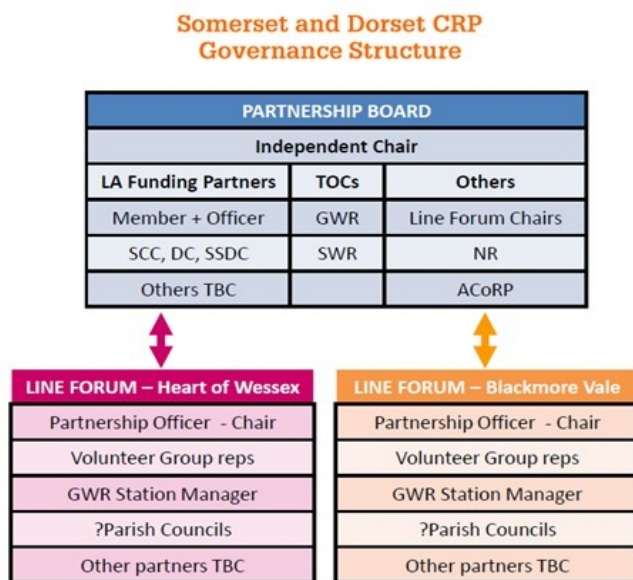 Somerset and Dorset CRP
Governance Structure
PARTNERSHIP BOARD
Independent Chair
LA Funding Partners TOCs Others
Member + Officer GWR Line Forum Chairs
SCC, DC, SSDC SWR NR
Others TBC ACoRP
LINE FORUM – Heart of Wessex
Partnership Officer - Chair
Volunteer Group reps
GWR Station Manager
?Parish Councils
Other partners TBC
LINE FORUM – Blackmore Vale
Partnership Officer - Chair
Volunteer Group reps
GWR Station Manager
?Parish Councils
Other partners TBC